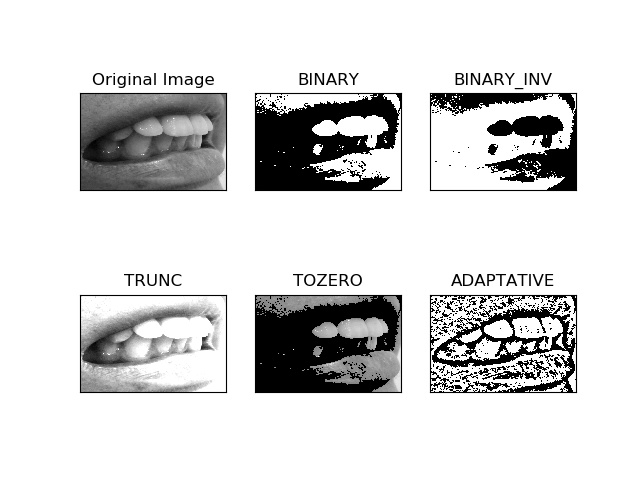 Original Image
BINARY
BINARY_INV
TRUNC
TOZERO
ADAPTATIVE